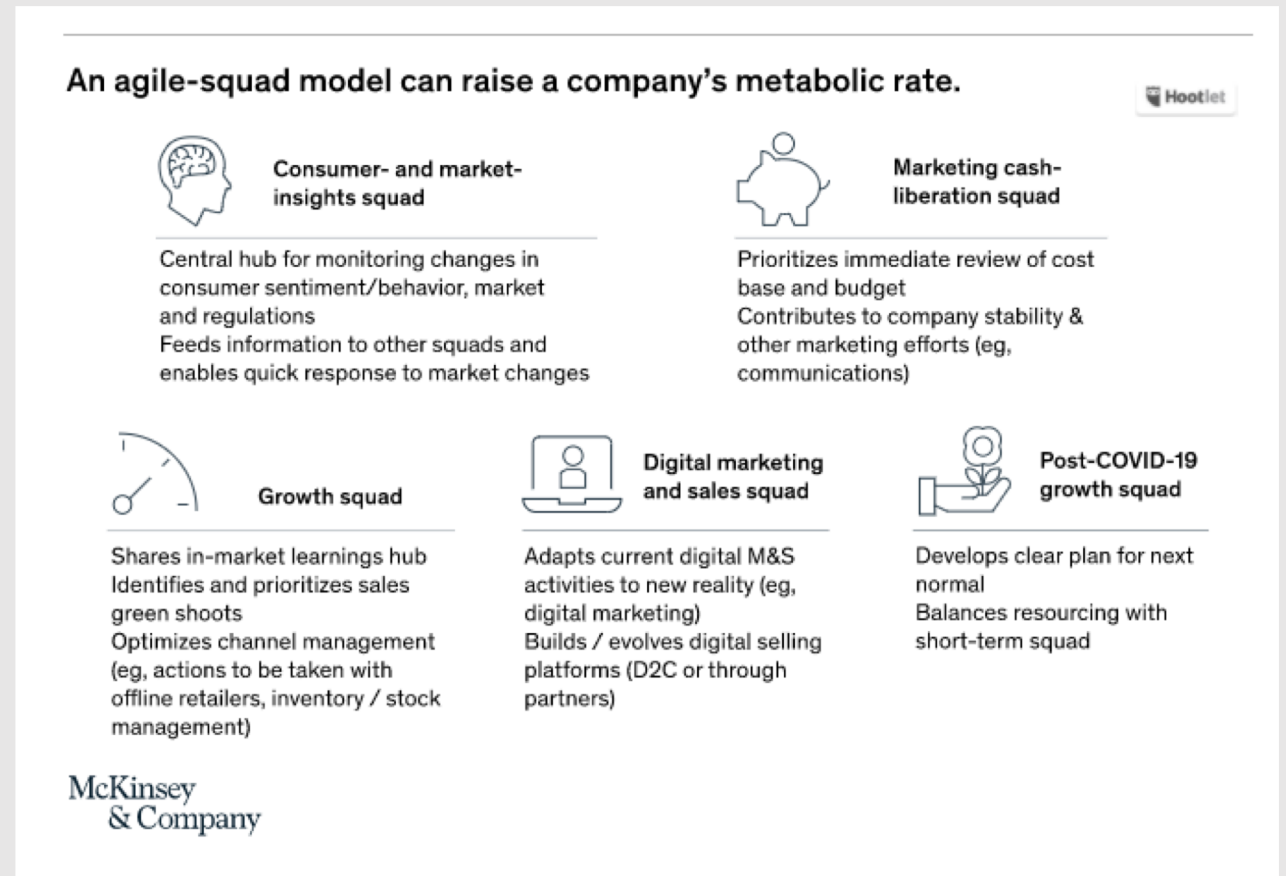 An agile-squad model can raise a company's metabolic rate.
Hootlet
Consumer- and market-
insights squad
Central hub for monitoring changes in
consumer sentiment/behavior, market
and regulations
Feeds information to other squads and
enables quick response to market changes
Marketing cash-
liberation squad
Prioritizes immediate review of cost
base and budget
Contributes to company stability &
other marketing efforts (eg,
communications)
Growth squad
Shares in-market learnings hub
Identifies and prioritizes sales
green shoots
Optimizes channel management
(eg, actions to be taken with
offline retailers, inventory / stock
management)
Digital marketing
and sales squad
Adapts current digital M&S
activities to new reality (eg,
digital marketing)
Builds / evolves digital selling
platforms (D2C or through
partners)
Post-COVID-19
growth squad
Develops clear plan for next
normal
Balances resourcing with
short-term squad
McKinsey
& Company